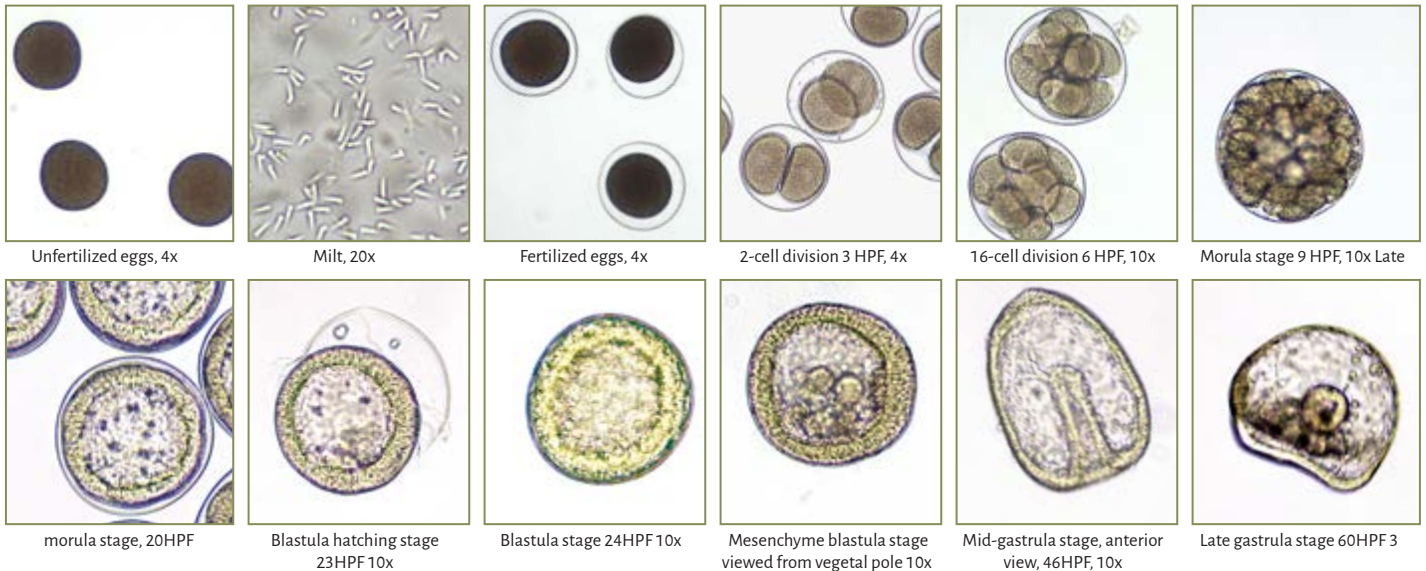 Unfertilized eggs, 4x
Milt, 20x
Fertilized eggs, 4x
2-cell division 3 HPF, 4x
16-cell division 6 HPF, 10x
Morula stage 9 HPF, 10x Late
morula stage, 20HPF
Blastula hatching stage
23HPF 10x
Blastula stage 24HPF 10x
Mesenchyme blastula stage
viewed from vegetal pole 10x
Mid-gastrula stage, anterior
view, 46HPF, 10x
Late gastrula stage 60HPF 3